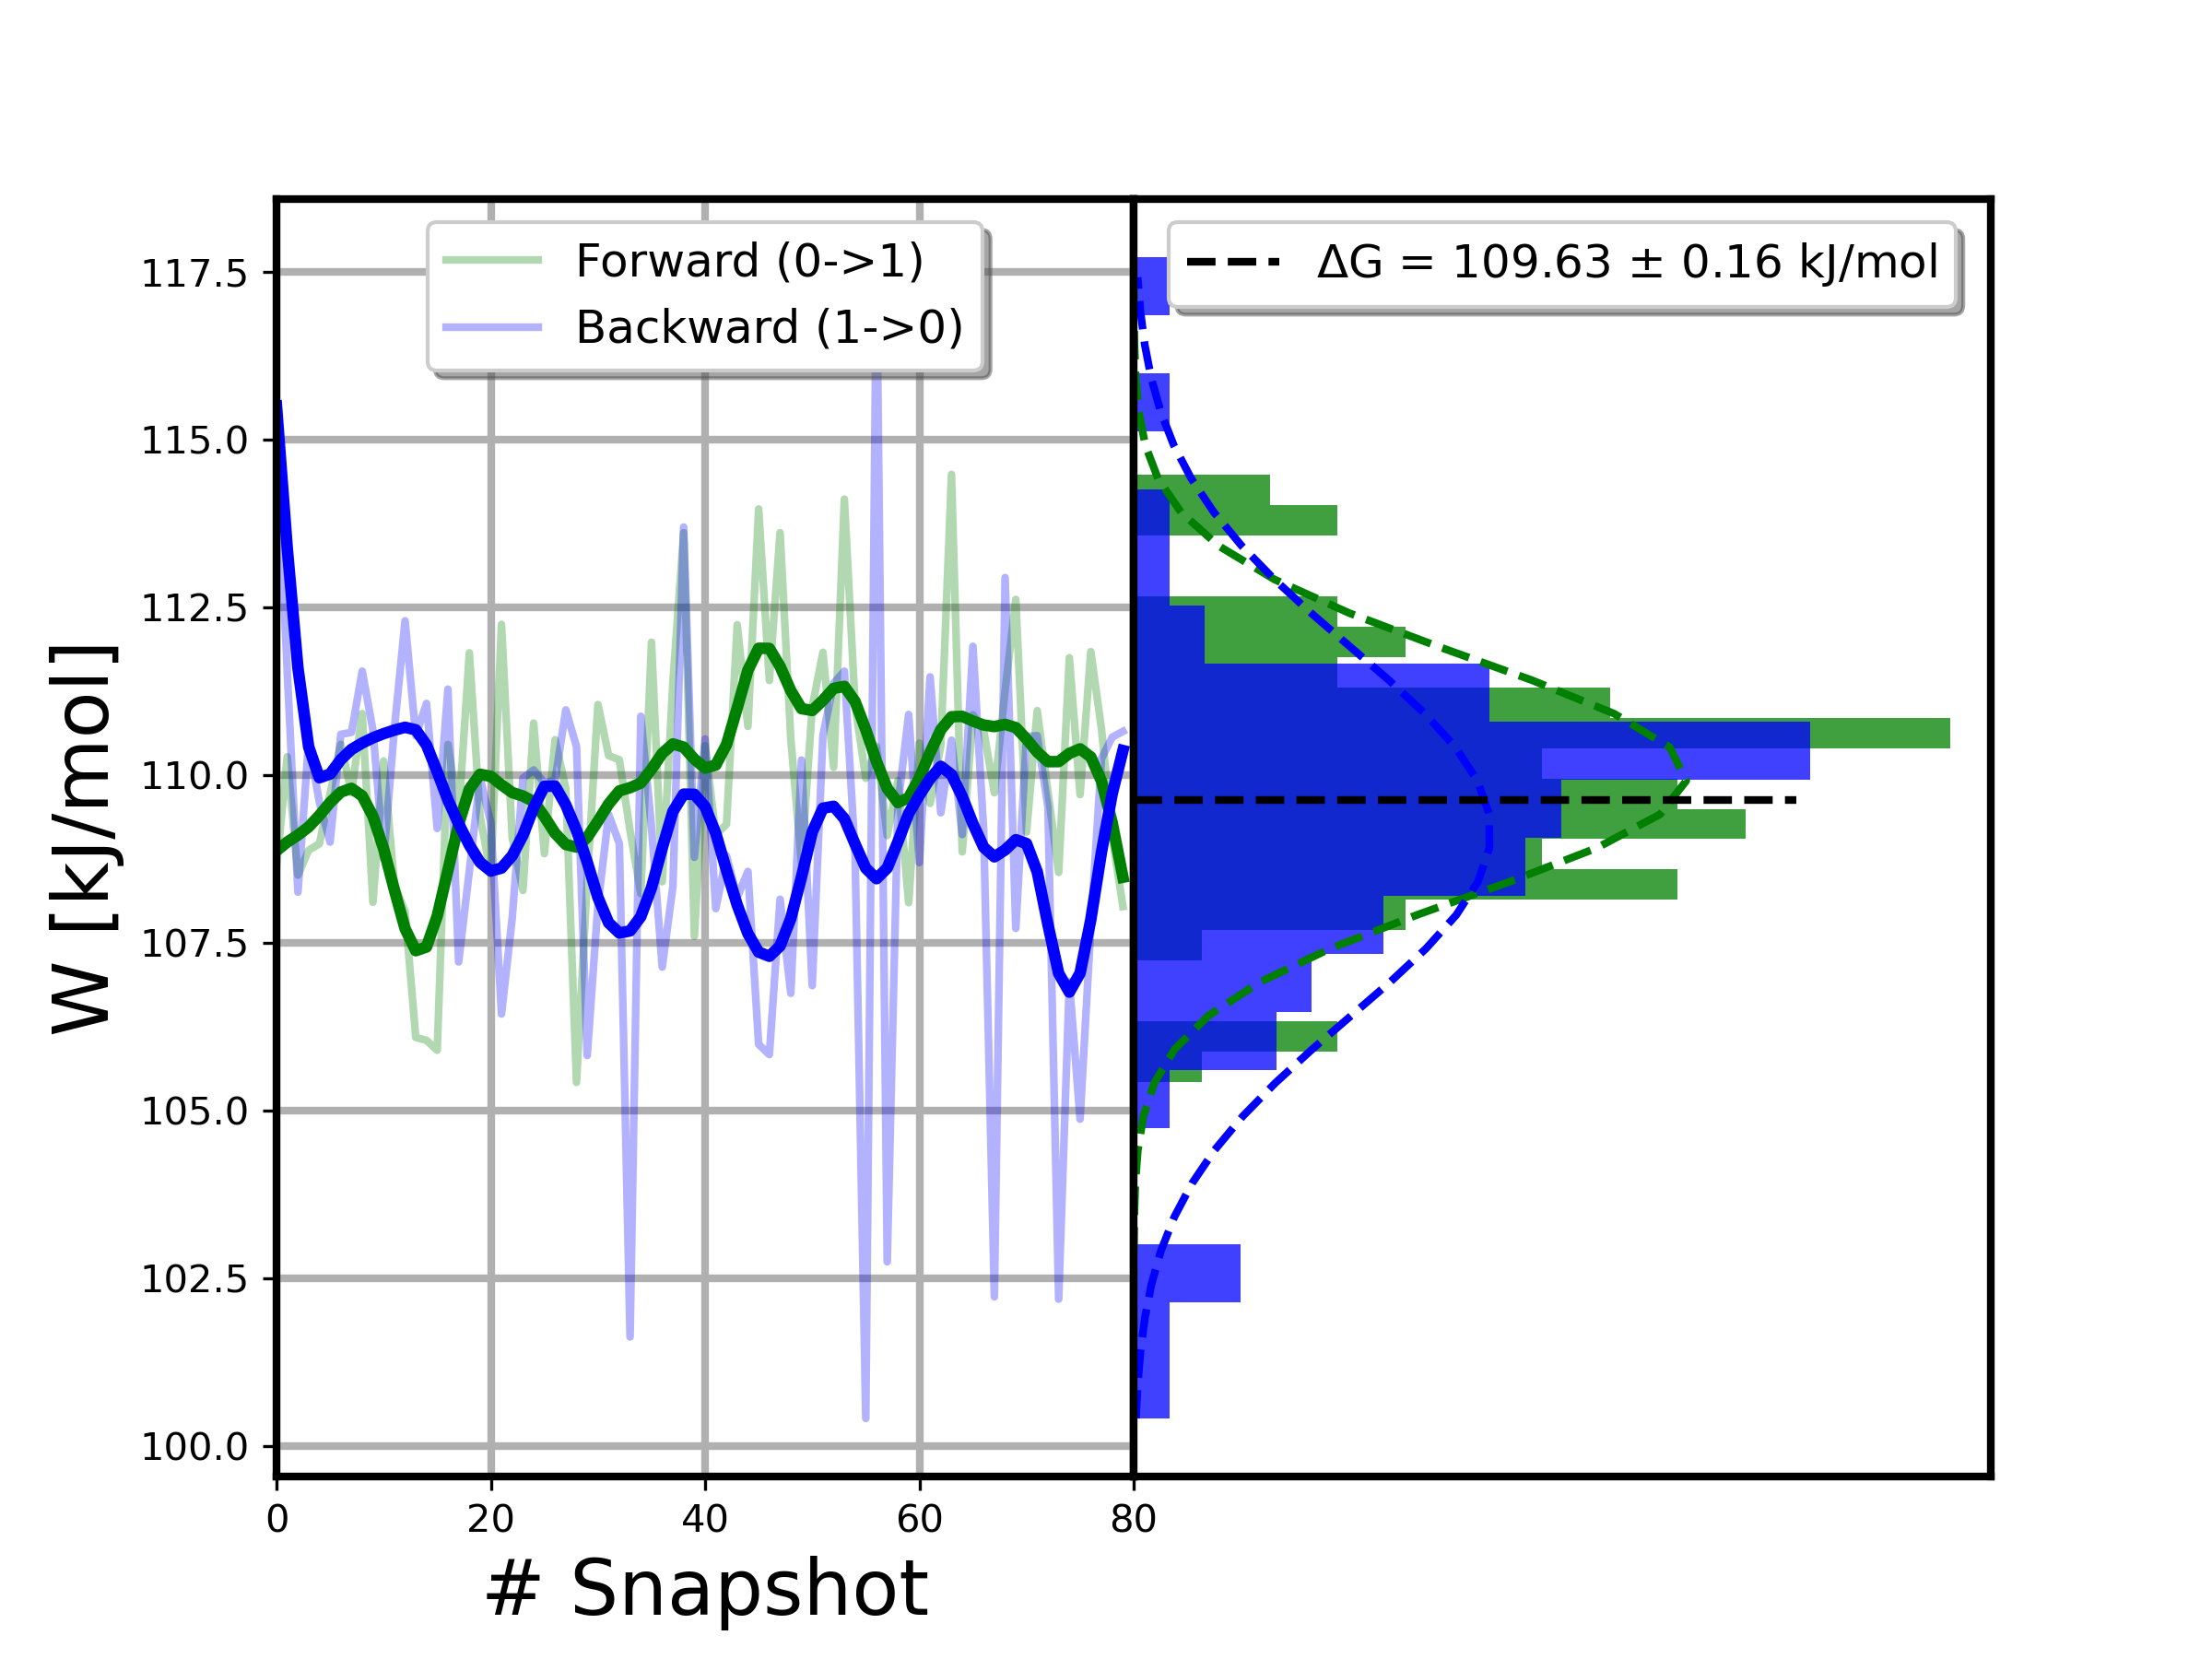 Forward (0->1)
Backward (1->0)
ΔG = 109.63 ± 0.16 kJ/mol
W [kJ/mol]
117.5
115.0
112.5
110.0
107.5
105.0
102.5
100.0
0 20 40 60 80
# Snapshot